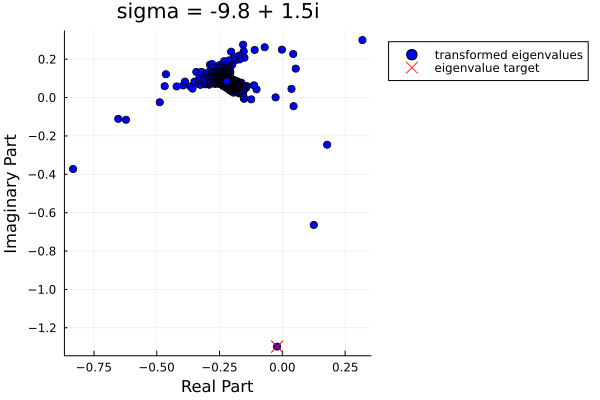 sigma = -9.8 + 1.5i
transformed eigenvalues
eigenvalue target
Imaginary Part
0.2
0.0
−0.2
−0.4
−0.6
−0.8
−1.0
−1.2
−0.75
−0.50
−0.25
0.00
0.25
Real Part